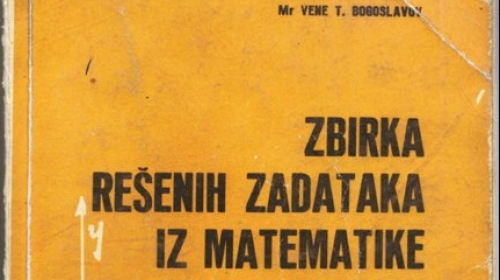 Mr VENE T. BOGOSLAVOV
ZBIRKA
REŠENIH ZADATAKA
IZ MATEMATIKE
y